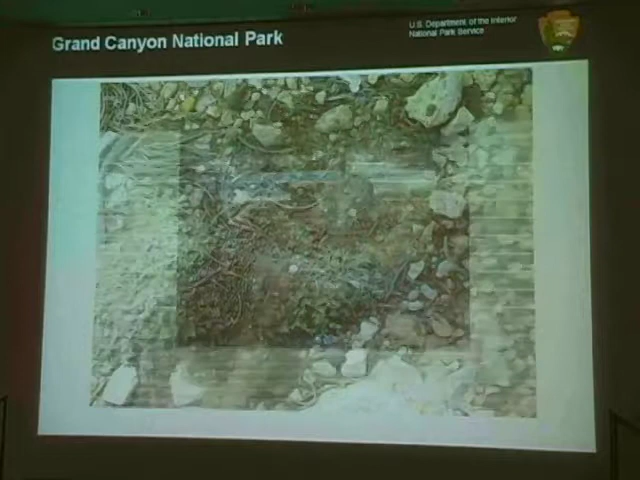 Grand Canyon National Park
U.S. Department of the Interior
National Park Service